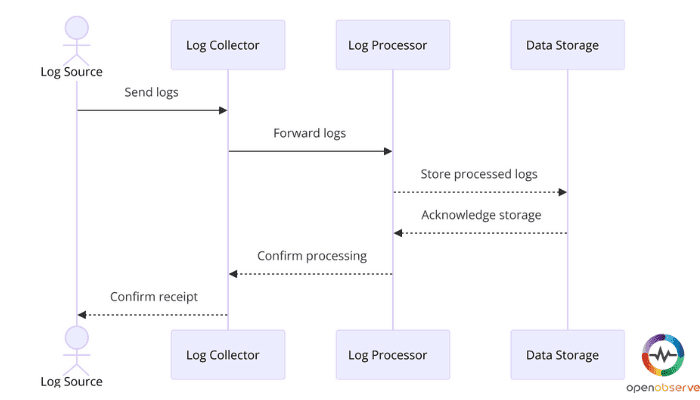 Log Source
Log Collector
Log Processor
Data Storage
Send logs
Forward logs
Store processed logs
Acknowledge storage
Confirm processing
Confirm receipt
Log Source
Log Collector
Log Processor
Data Storage
openobserve